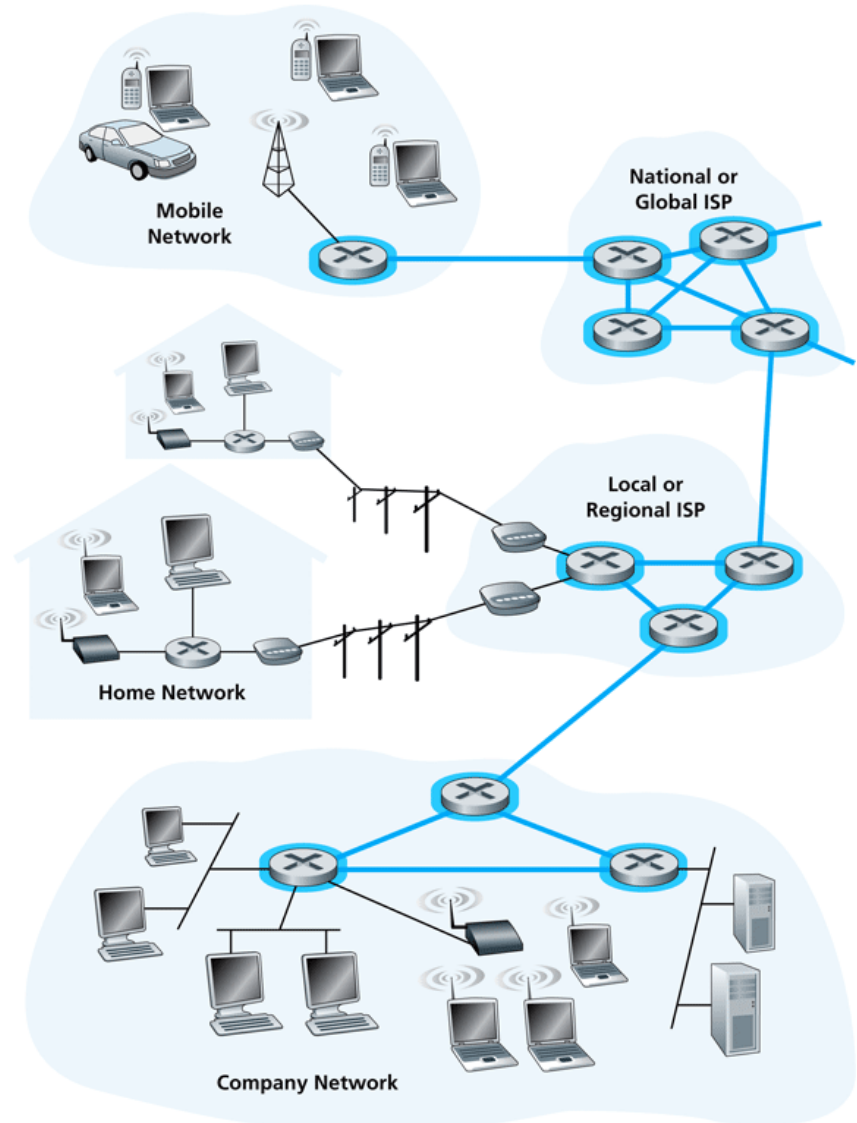 National or
Global ISP
Mobile
Network
Local or
Regional ISP
Home Network
Company Network